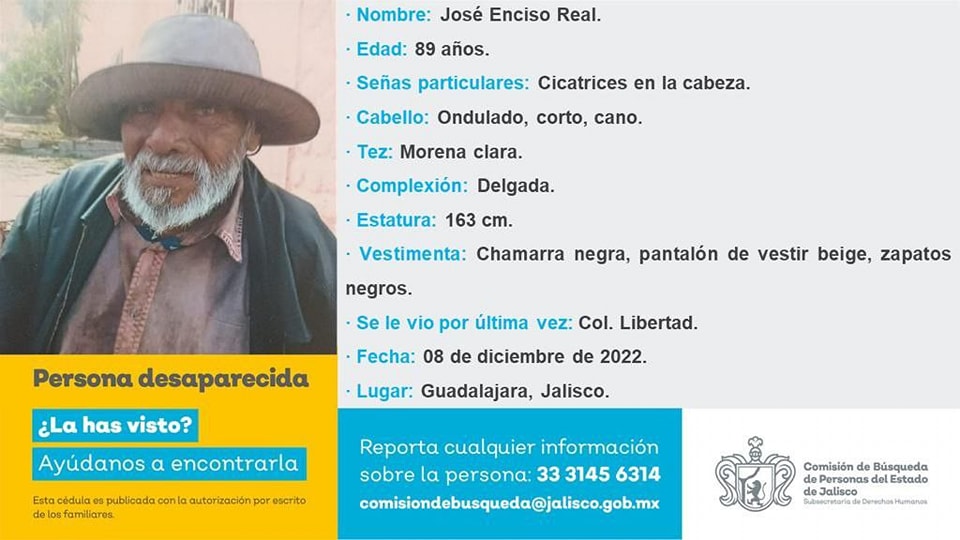 · Nombre: José Enciso Real.
· Edad: 89 años.
· Señas particulares: Cicatrices en la cabeza.
· Cabello: Ondulado, corto, cano.
· Tez: Morena clara.
· Complexión: Delgada.
· Estatura: 163 cm.
· Vestimenta: Chamarra negra, pantalón de vestir beige, zapatos
negros.
· Se le vio por última vez: Col. Libertad.
· Fecha: 08 de diciembre de 2022.
· Lugar: Guadalajara, Jalisco.
Persona desaparecida
¿La has visto?
Ayúdanos a encontrarla
Esta cédula es publicada con la autorización por escrito
de los familiares.
Reporta cualquier información
sobre la persona: 33 3145 6314
comisiondebusqueda@jalisco.gob.mx
Comisión de Búsqueda
de Personas del Estado
de Jalisco
Subsecretaría de Derechos Humanos